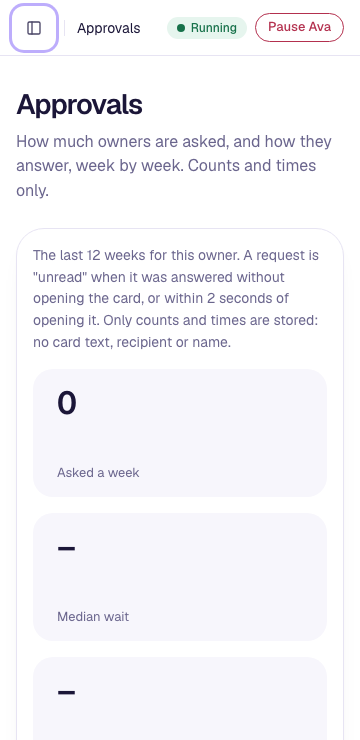 Approvals
Running
Pause Ava
Approvals
How much owners are asked, and how they
answer, week by week. Counts and times
only.
The last 12 weeks for this owner. A request is
"unread" when it was answered without
opening the card, or within 2 seconds of
opening it. Only counts and times are stored:
no card text, recipient or name.
0
Asked a week
–
Median wait
–